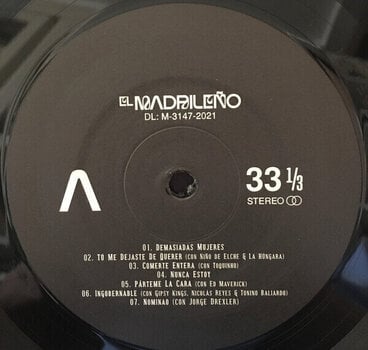 EL MADRILEÑO
DL: M-3147-2021
A
33 1/3
STEREO
01. Demasiadas Mujeres
02. Tú Me Dejaste De Querer (con Niño de Elche & La Húngara)
03. Comerte Entera (con Toquinho)
04. Nunca Estoy
05. Párteme La Cara (con Ed Maverick)
06. Ingobernable (con Gipsy Kings, Nicolas Reyes & Tonino Baliardo)
07. Nominao (con Jorge Drexler)